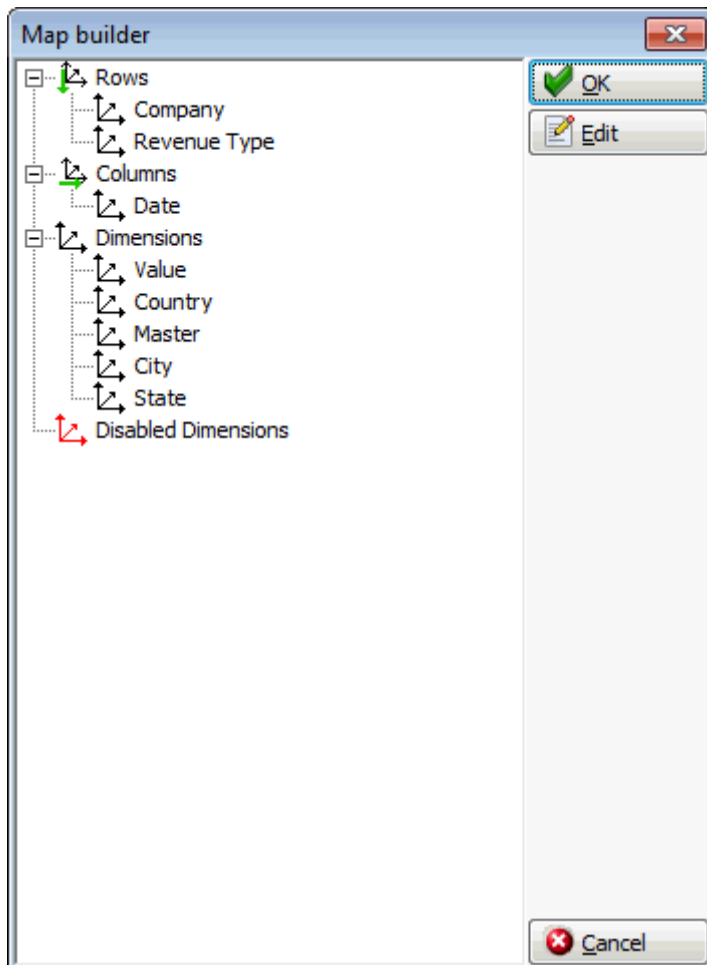 Map builder
Rows
Company
Revenue Type
Columns
Date
Dimensions
Value
Country
Master
City
State
Disabled Dimensions
OK
Edit
Cancel